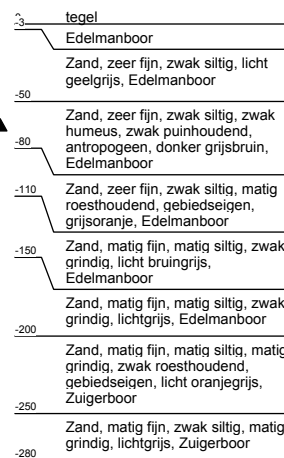 tegel
-3
Edelmanboor
Zand, zeer fijn, zwak siltig, licht
geelgrijs, Edelmanboor
-50
Zand, zeer fijn, zwak siltig, zwak
humeus, zwak puinhoudend,
antropogeen, donker grijsbruin,
Edelmanboor
-80
Zand, zeer fijn, zwak siltig, matig
roesthoudend, gebiedseigen,
grijsoranje, Edelmanboor
-110
Zand, matig fijn, matig siltig, zwak
grindig, licht bruingrijs,
Edelmanboor
-150
Zand, matig fijn, matig siltig, zwak
grindig, lichtgrijs, Edelmanboor
-200
Zand, matig fijn, matig siltig, matig
grindig, zwak roesthoudend,
gebiedseigen, licht oranjegrijs,
Zuigerboor
-250
Zand, matig fijn, zwak siltig, matig
grindig, lichtgrijs, Zuigerboor
-280